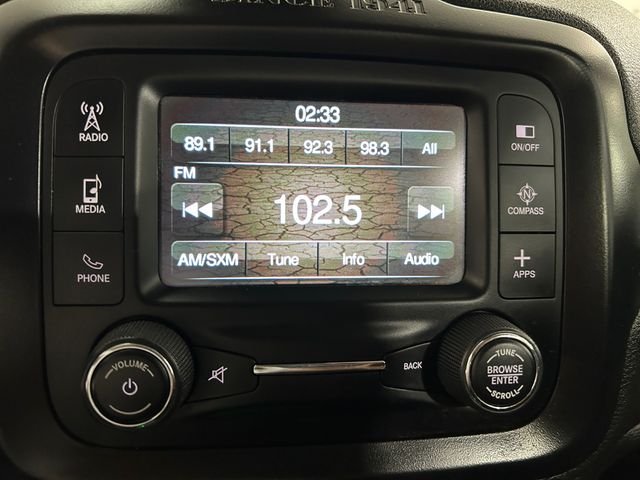 SINCE 1941
RADIO
MEDIA
PHONE
02:33
89.1 91.1 92.3 98.3 All
FM
102.5
AM/SXM Tune Info Audio
ON/OFF
COMPASS
APPS
VOLUME
BACK
TUNE
BROWSE
ENTER
SCROLL